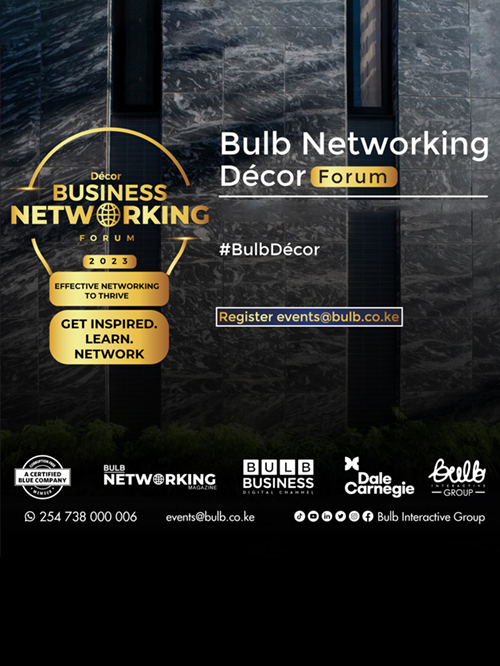 Bulb Networking
Décor Forum
#BulbDécor
Register events@bulb.co.ke
Décor
BUSINESS
NETWORKING
FORUM
2023
EFFECTIVE NETWORKING
TO THRIVE
GET INSPIRED.
LEARN.
NETWORK
A CERTIFIED
BLUE COMPANY
MEMBER
BULB
NETWORKING
MAGAZINE
BULB
BUSINESS
DIGITAL CHANNEL
Dale
Carnegie
Bulb
INTERACTIVE
GROUP
254 738 000 006
events@bulb.co.ke
Bulb Interactive Group